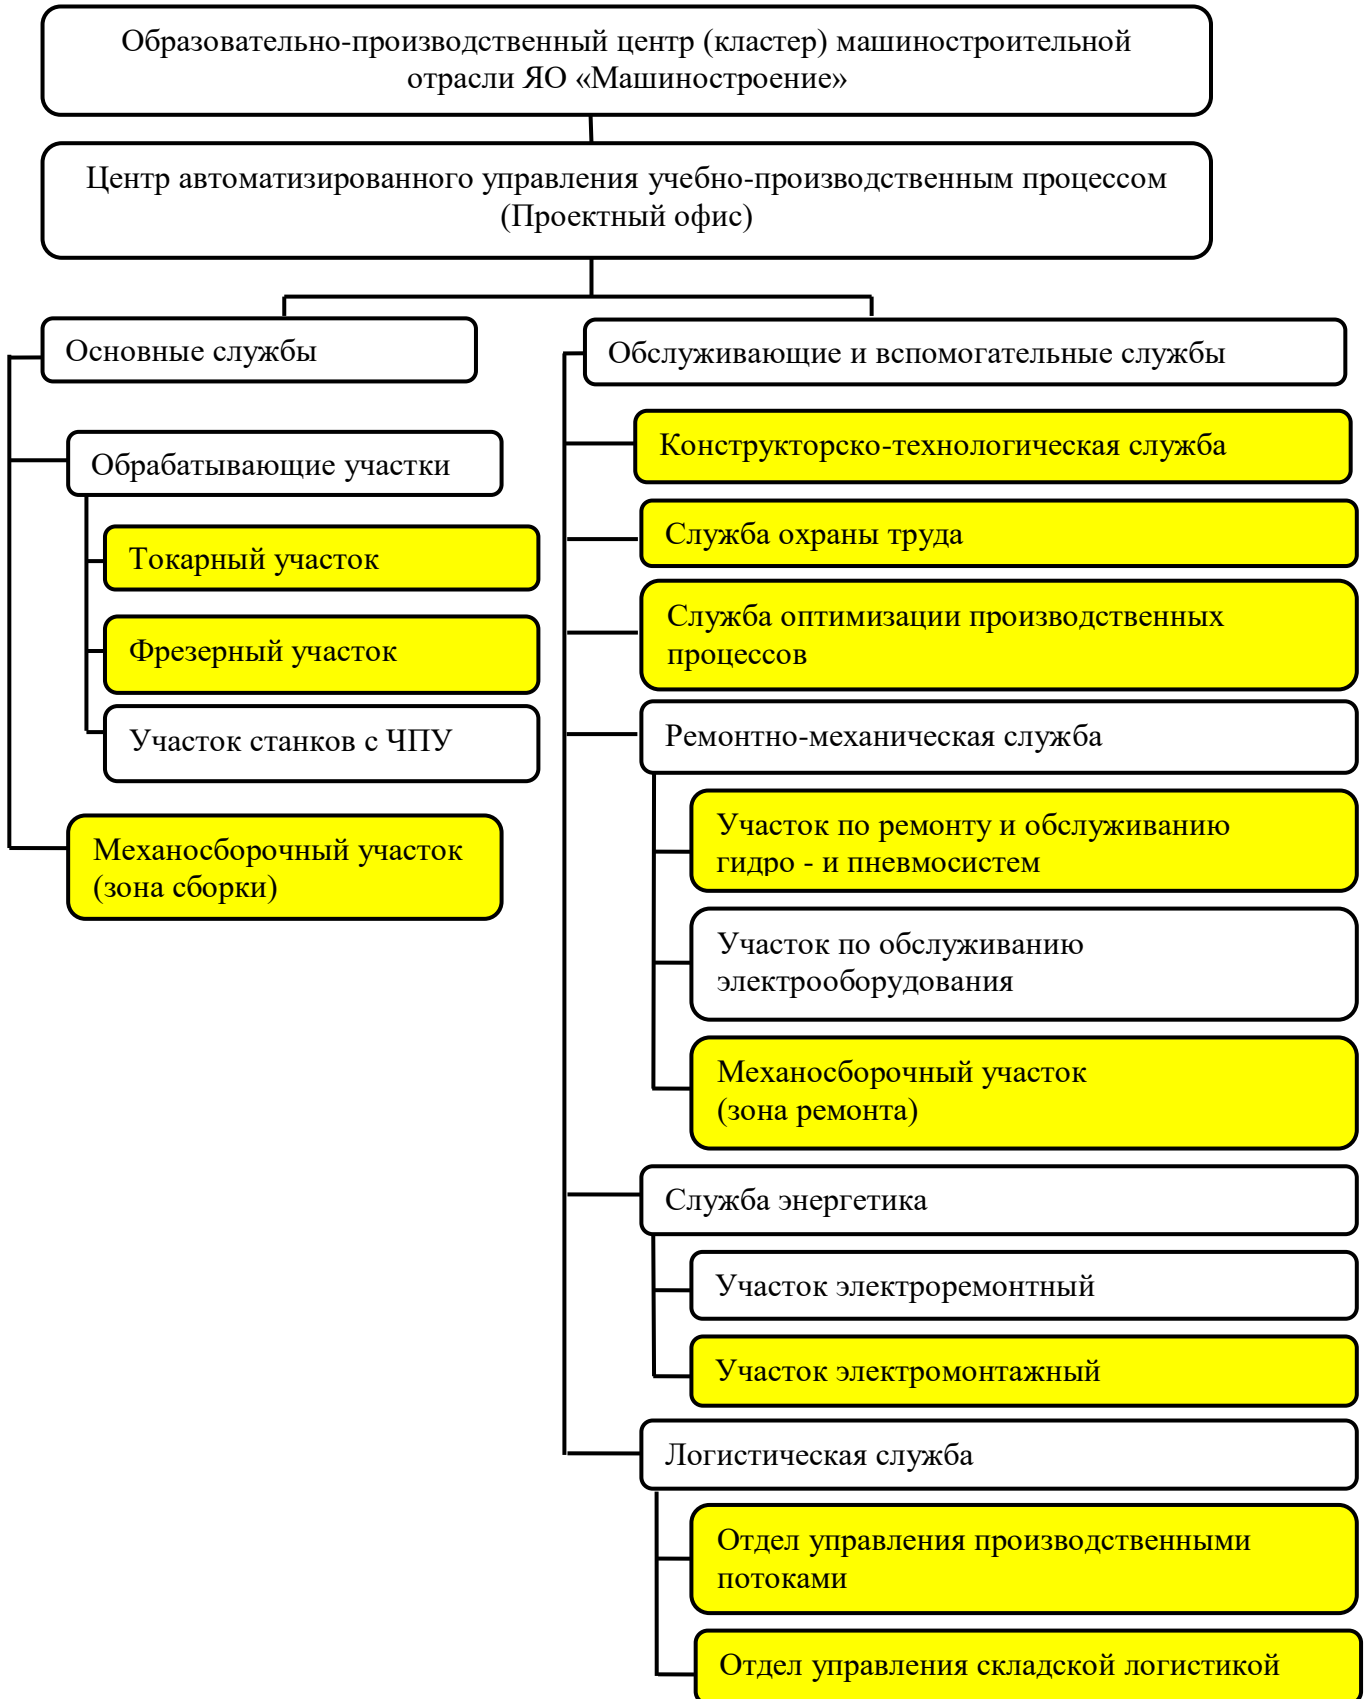 Образовательно-производственный центр (кластер) машиностроительной
отрасли ЯО «Машиностроение»
Центр автоматизированного управления учебно-производственным процессом
(Проектный офис)
Основные службы
Обрабатывающие участки
Токарный участок
Фрезерный участок
Участок станков с ЧПУ
Механосборочный участок
(зона сборки)
Обслуживающие и вспомогательные службы
Конструкторско-технологическая служба
Служба охраны труда
Служба оптимизации производственных
процессов
Ремонтно-механическая служба
Участок по ремонту и обслуживанию
гидро - и пневмосистем
Участок по обслуживанию
электрооборудования
Механосборочный участок
(зона ремонта)
Служба энергетика
Участок электроремонтный
Участок электромонтажный
Логистическая служба
Отдел управления производственными
потоками
Отдел управления складской логистикой